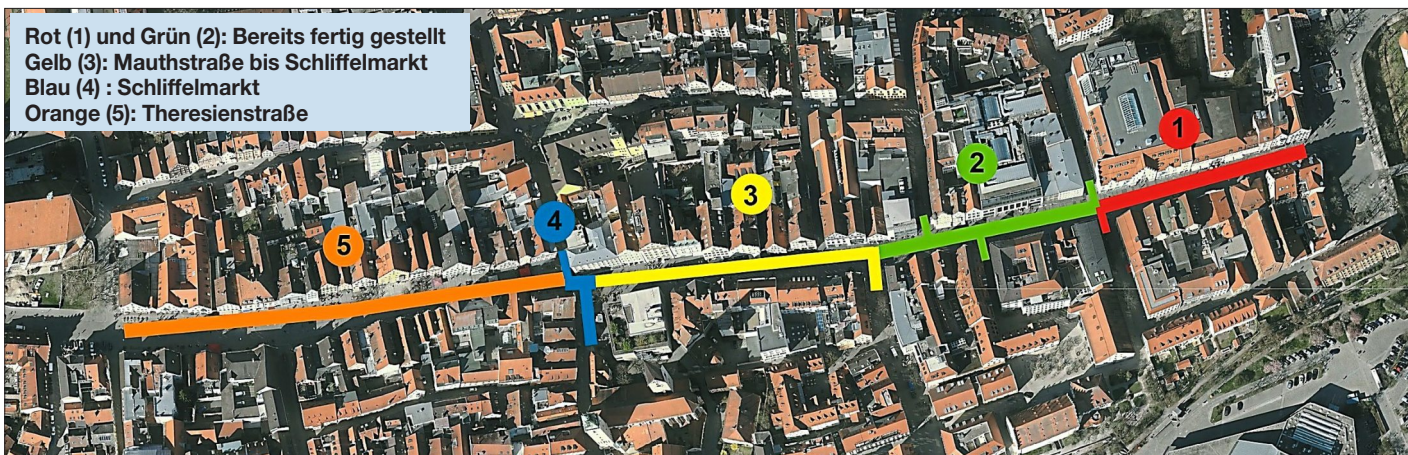 Rot (1) und Grün (2): Bereits fertig gestellt
Gelb (3): Mauthstraße bis Schliffelmarkt
Blau (4) : Schliffelmarkt
Orange (5): Theresienstraße
1
2
3
4
5